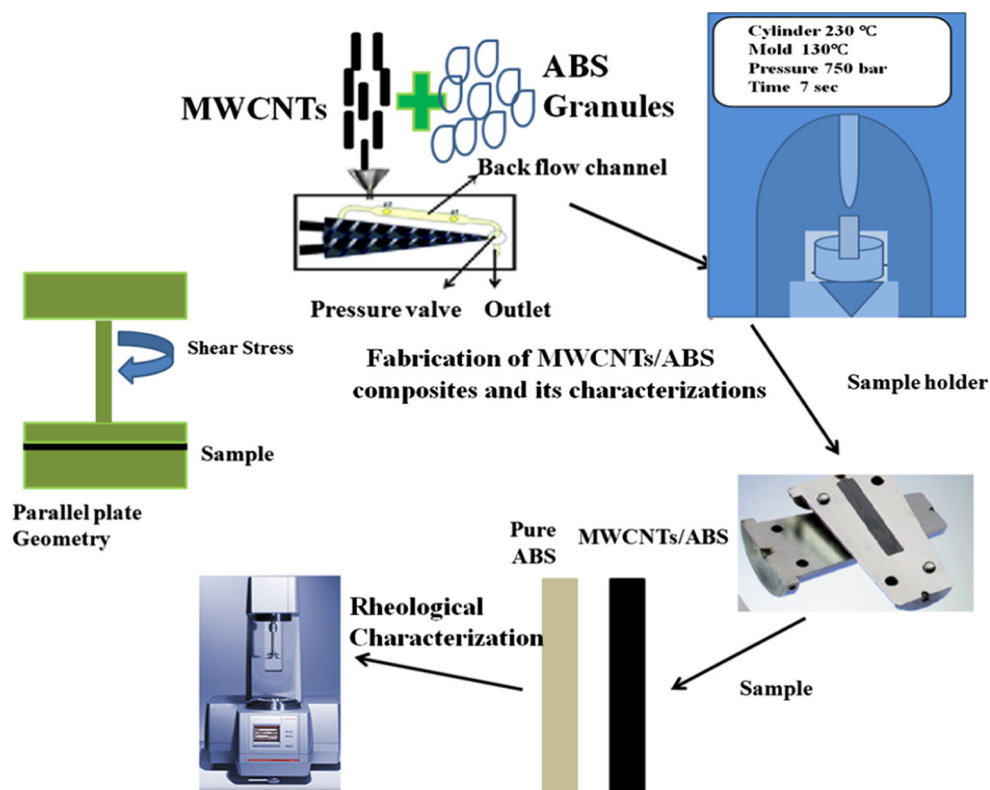 Cylinder 230 ℃
Mold 130℃
Pressure 750 bar
Time 7 sec
MWCNTs
ABS
Granules
Back flow channel
Pressure valve
Outlet
Shear Stress
Fabrication of MWCNTs/ABS
composites and its characterizations
Sample holder
Sample
Parallel plate
Geometry
Pure
ABS
MWCNTs/ABS
Rheological
Characterization
Sample